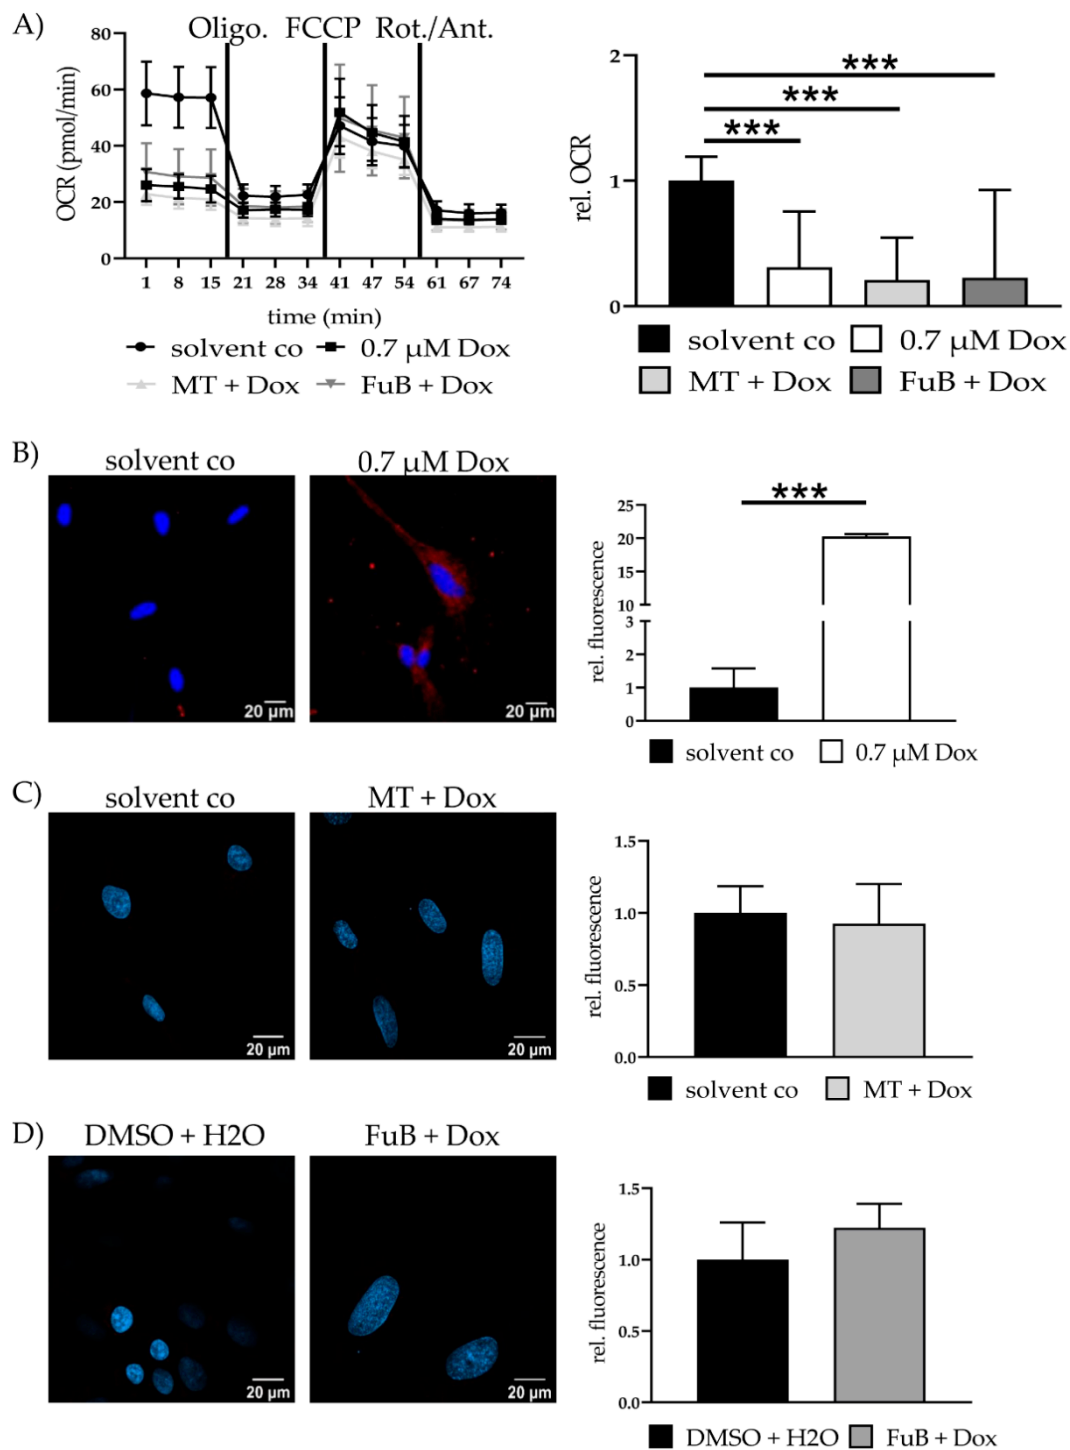 A)
Oligo. FCCP Rot./Ant.
OCR (pmol/min)
80
60
40
20
0
1 8 15 21 28 34 41 47 54 61 67 74
time (min)
solvent co 0.7 µM Dox
MT + Dox FuB + Dox
rel. OCR
2
1
0
***
***
***
solvent co 0.7 µM Dox
MT + Dox FuB + Dox
B)
solvent co 0.7 µM Dox
20 µm 20 µm
rel. fluorescence
25
20
15
10
3
2
1
0
***
solvent co 0.7 µM Dox
C)
solvent co MT + Dox
20 µm 20 µm
rel. fluorescence
1.5
1.0
0.5
0.0
solvent co MT + Dox
D)
DMSO + H2O FuB + Dox
20 µm 20 µm
rel. fluorescence
1.5
1.0
0.5
0.0
DMSO + H2O FuB + Dox